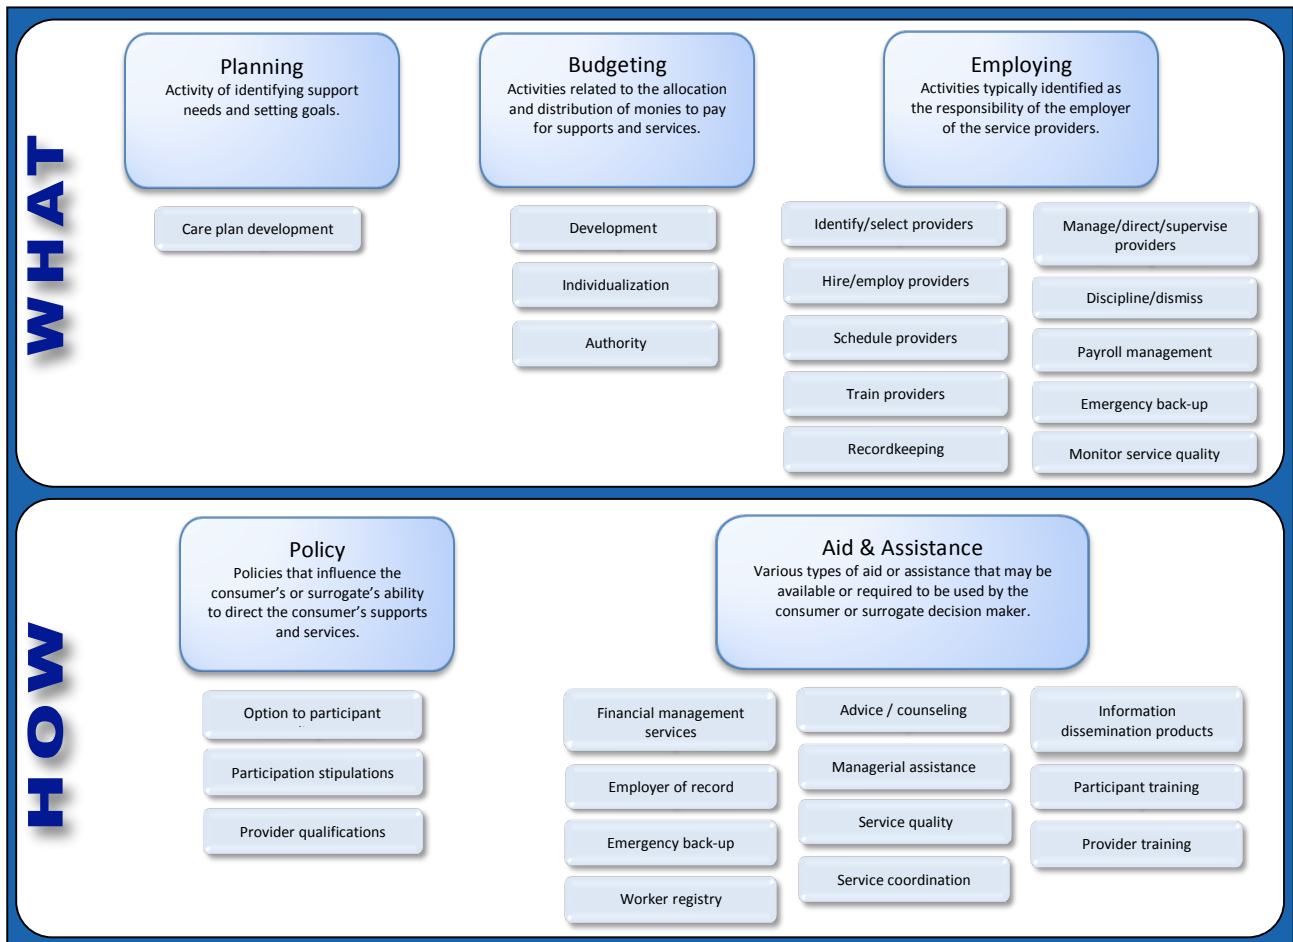 WHAT
Planning
Activity of identifying support
needs and setting goals.
Care plan development
Budgeting
Activities related to the allocation
and distribution of monies to pay
for supports and services.
Development
Individualization
Authority
Employing
Activities typically identified as
the responsibility of the employer
of the service providers.
Identify/select providers
Hire/employ providers
Schedule providers
Train providers
Recordkeeping
Manage/direct/supervise
providers
Discipline/dismiss
Payroll management
Emergency back-up
Monitor service quality
HOW
Policy
Policies that influence the
consumer’s or surrogate’s ability
to direct the consumer’s supports
and services.
Option to participant
Participation stipulations
Provider qualifications
Aid & Assistance
Various types of aid or assistance that may be
available or required to be used by the
consumer or surrogate decision maker.
Financial management
services
Employer of record
Emergency back-up
Worker registry
Advice / counseling
Managerial assistance
Service quality
Service coordination
Information
dissemination products
Participant training
Provider training